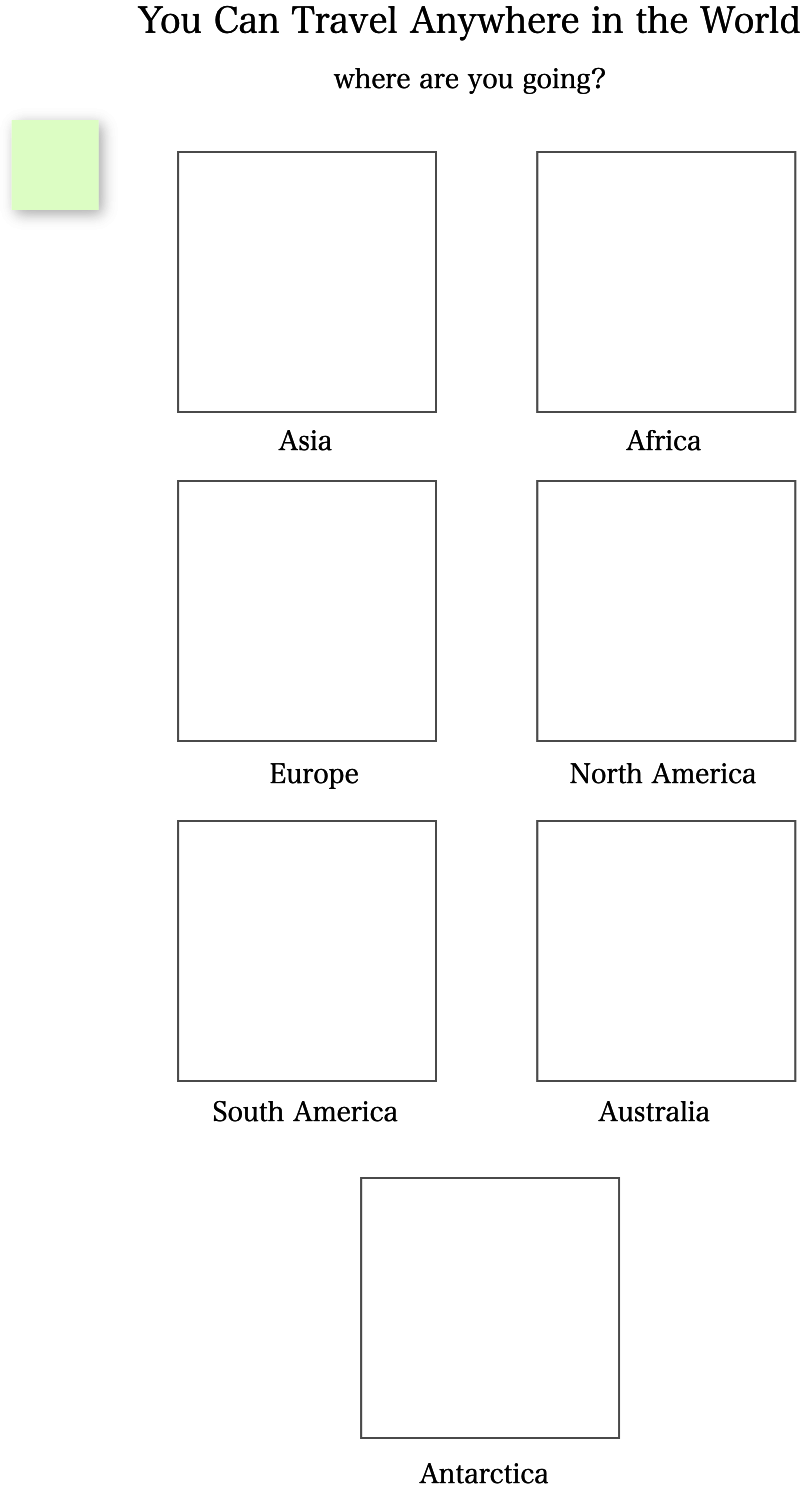 You Can Travel Anywhere in the World
where are you going?
Asia
Africa
Europe
North America
South America
Australia
Antarctica